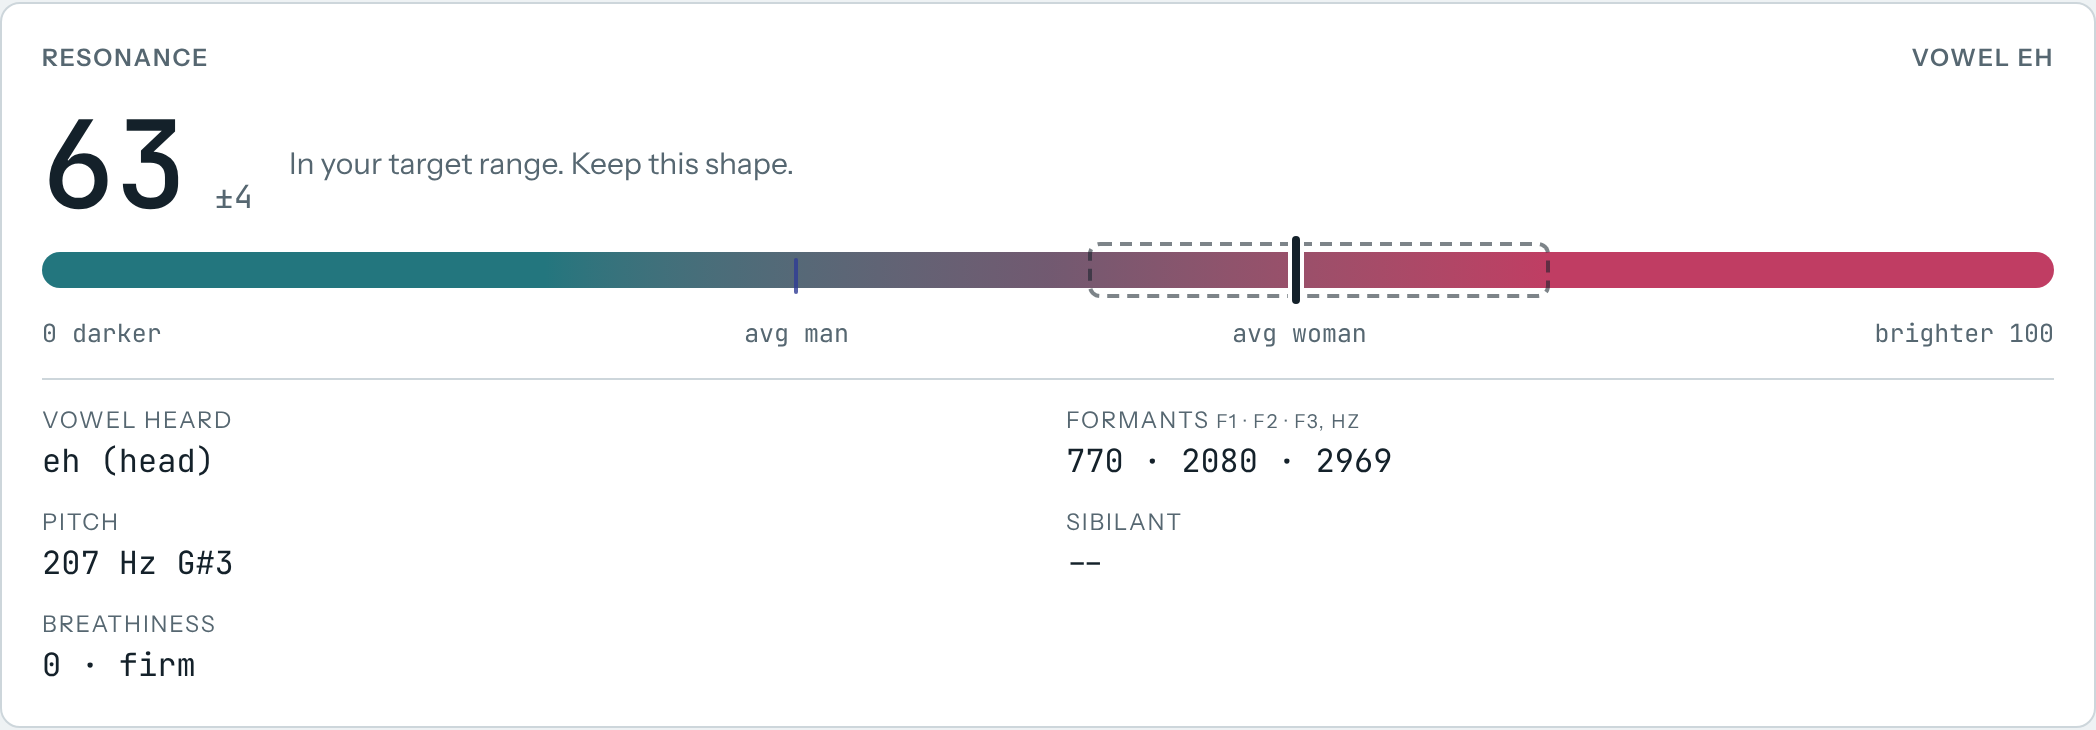 RESONANCE
VOWEL EH
63 ±4
In your target range. Keep this shape.
0 darker
avg man
avg woman
brighter 100
VOWEL HEARD
eh (head)
FORMANTS F1 · F2 · F3, HZ
770 · 2080 · 2969
PITCH
207 Hz G#3
SIBILANT
--
BREATHINESS
0 · firm